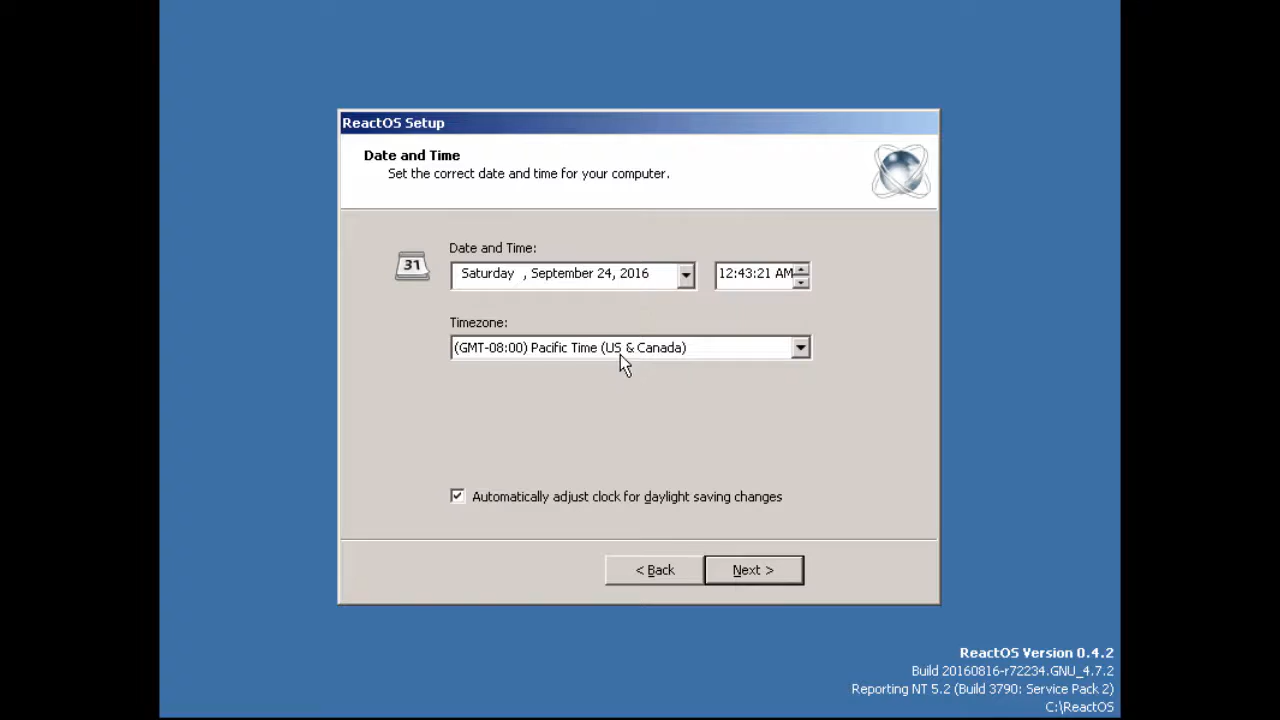 ReactOS Setup
Date and Time
Set the correct date and time for your computer.
Date and Time:
31
Saturday , September 24, 2016
12:43:21 AM
Timezone:
(GMT-08:00) Pacific Time (US & Canada)
Automatically adjust clock for daylight saving changes
< Back
Next >
ReactOS Version 0.4.2
Build 20160816-r72234.GNU_4.7.2
Reporting NT 5.2 (Build 3790: Service Pack 2)
C:\ReactOS